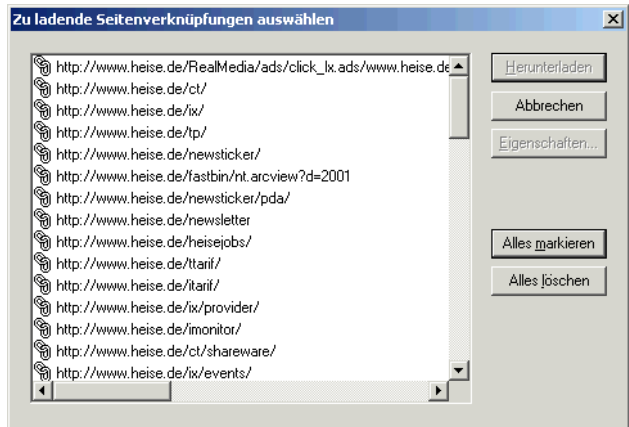 Zu ladende Seitenverknüpfungen auswählen
http://www.heise.de/RealMedia/ads/click_lx.ads/www.heise.de
http://www.heise.de/ct/
http://www.heise.de/ix/
http://www.heise.de/tp/
http://www.heise.de/newsticker/
http://www.heise.de/fastbin/nt.arcview?d=2001
http://www.heise.de/newsticker/pda/
http://www.heise.de/newsletter
http://www.heise.de/heisejobs/
http://www.heise.de/ttarif/
http://www.heise.de/itarif/
http://www.heise.de/ix/provider/
http://www.heise.de/imonitor/
http://www.heise.de/ct/shareware/
http://www.heise.de/ix/events/
Herunterladen
Abbrechen
Eigenschaften...
Alles markieren
Alles löschen